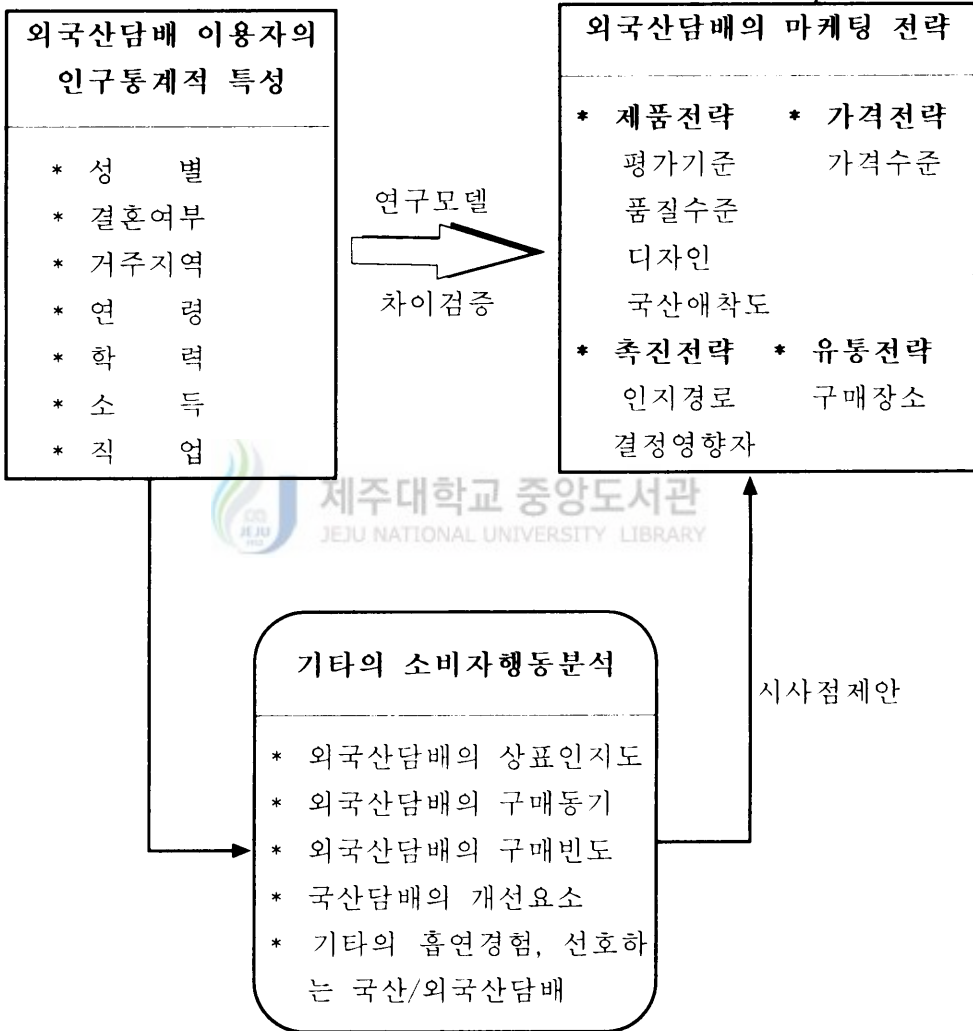 외국산담배 이용자의
인구통계적 특성
* 성 별
* 결혼여부
* 거주지역
* 연 령
* 학 력
* 소 득
* 직 업
연구모델
차이검증
외국산담배의 마케팅 전략
* 제품전략 * 가격전략
평가기준 가격수준
품질수준
디자인
국산애착도
* 촉진전략 * 유통전략
인지경로 구매장소
결정영향자
제주대학교 중앙도서관
JEJU NATIONAL UNIVERSITY LIBRARY
기타의 소비자행동분석
* 외국산담배의 상표인지도
* 외국산담배의 구매동기
* 외국산담배의 구매빈도
* 국산담배의 개선요소
* 기타의 흡연경험, 선호하
는 국산/외국산담배
시사점제안